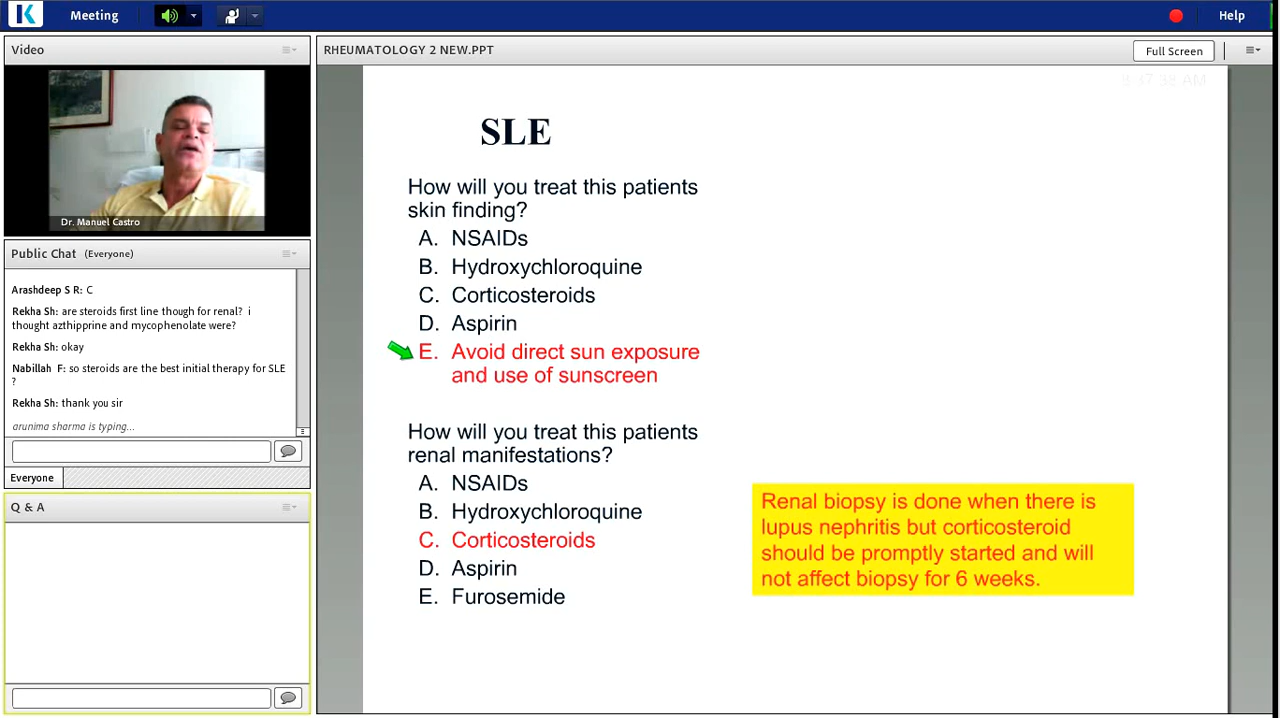 Meeting
Help
Video
Dr. Manuel Castro
Public Chat (Everyone)
Arashdeep S R: C
Rekha Sh: are steroids first line though for renal? i
thought azthipprine and mycophenolate were?
Rekha Sh: okay
Nabillah F: so steroids are the best initial therapy for SLE
?
Rekha Sh: thank you sir
arunima sharma is typing...
Everyone
Q & A
RHEUMATOLOGY 2 NEW.PPT
Full Screen
SLE
How will you treat this patients
skin finding?
A. NSAIDs
B. Hydroxychloroquine
C. Corticosteroids
D. Aspirin
E. Avoid direct sun exposure
and use of sunscreen
How will you treat this patients
renal manifestations?
A. NSAIDs
B. Hydroxychloroquine
C. Corticosteroids
D. Aspirin
E. Furosemide
Renal biopsy is done when there is
lupus nephritis but corticosteroid
should be promptly started and will
not affect biopsy for 6 weeks.